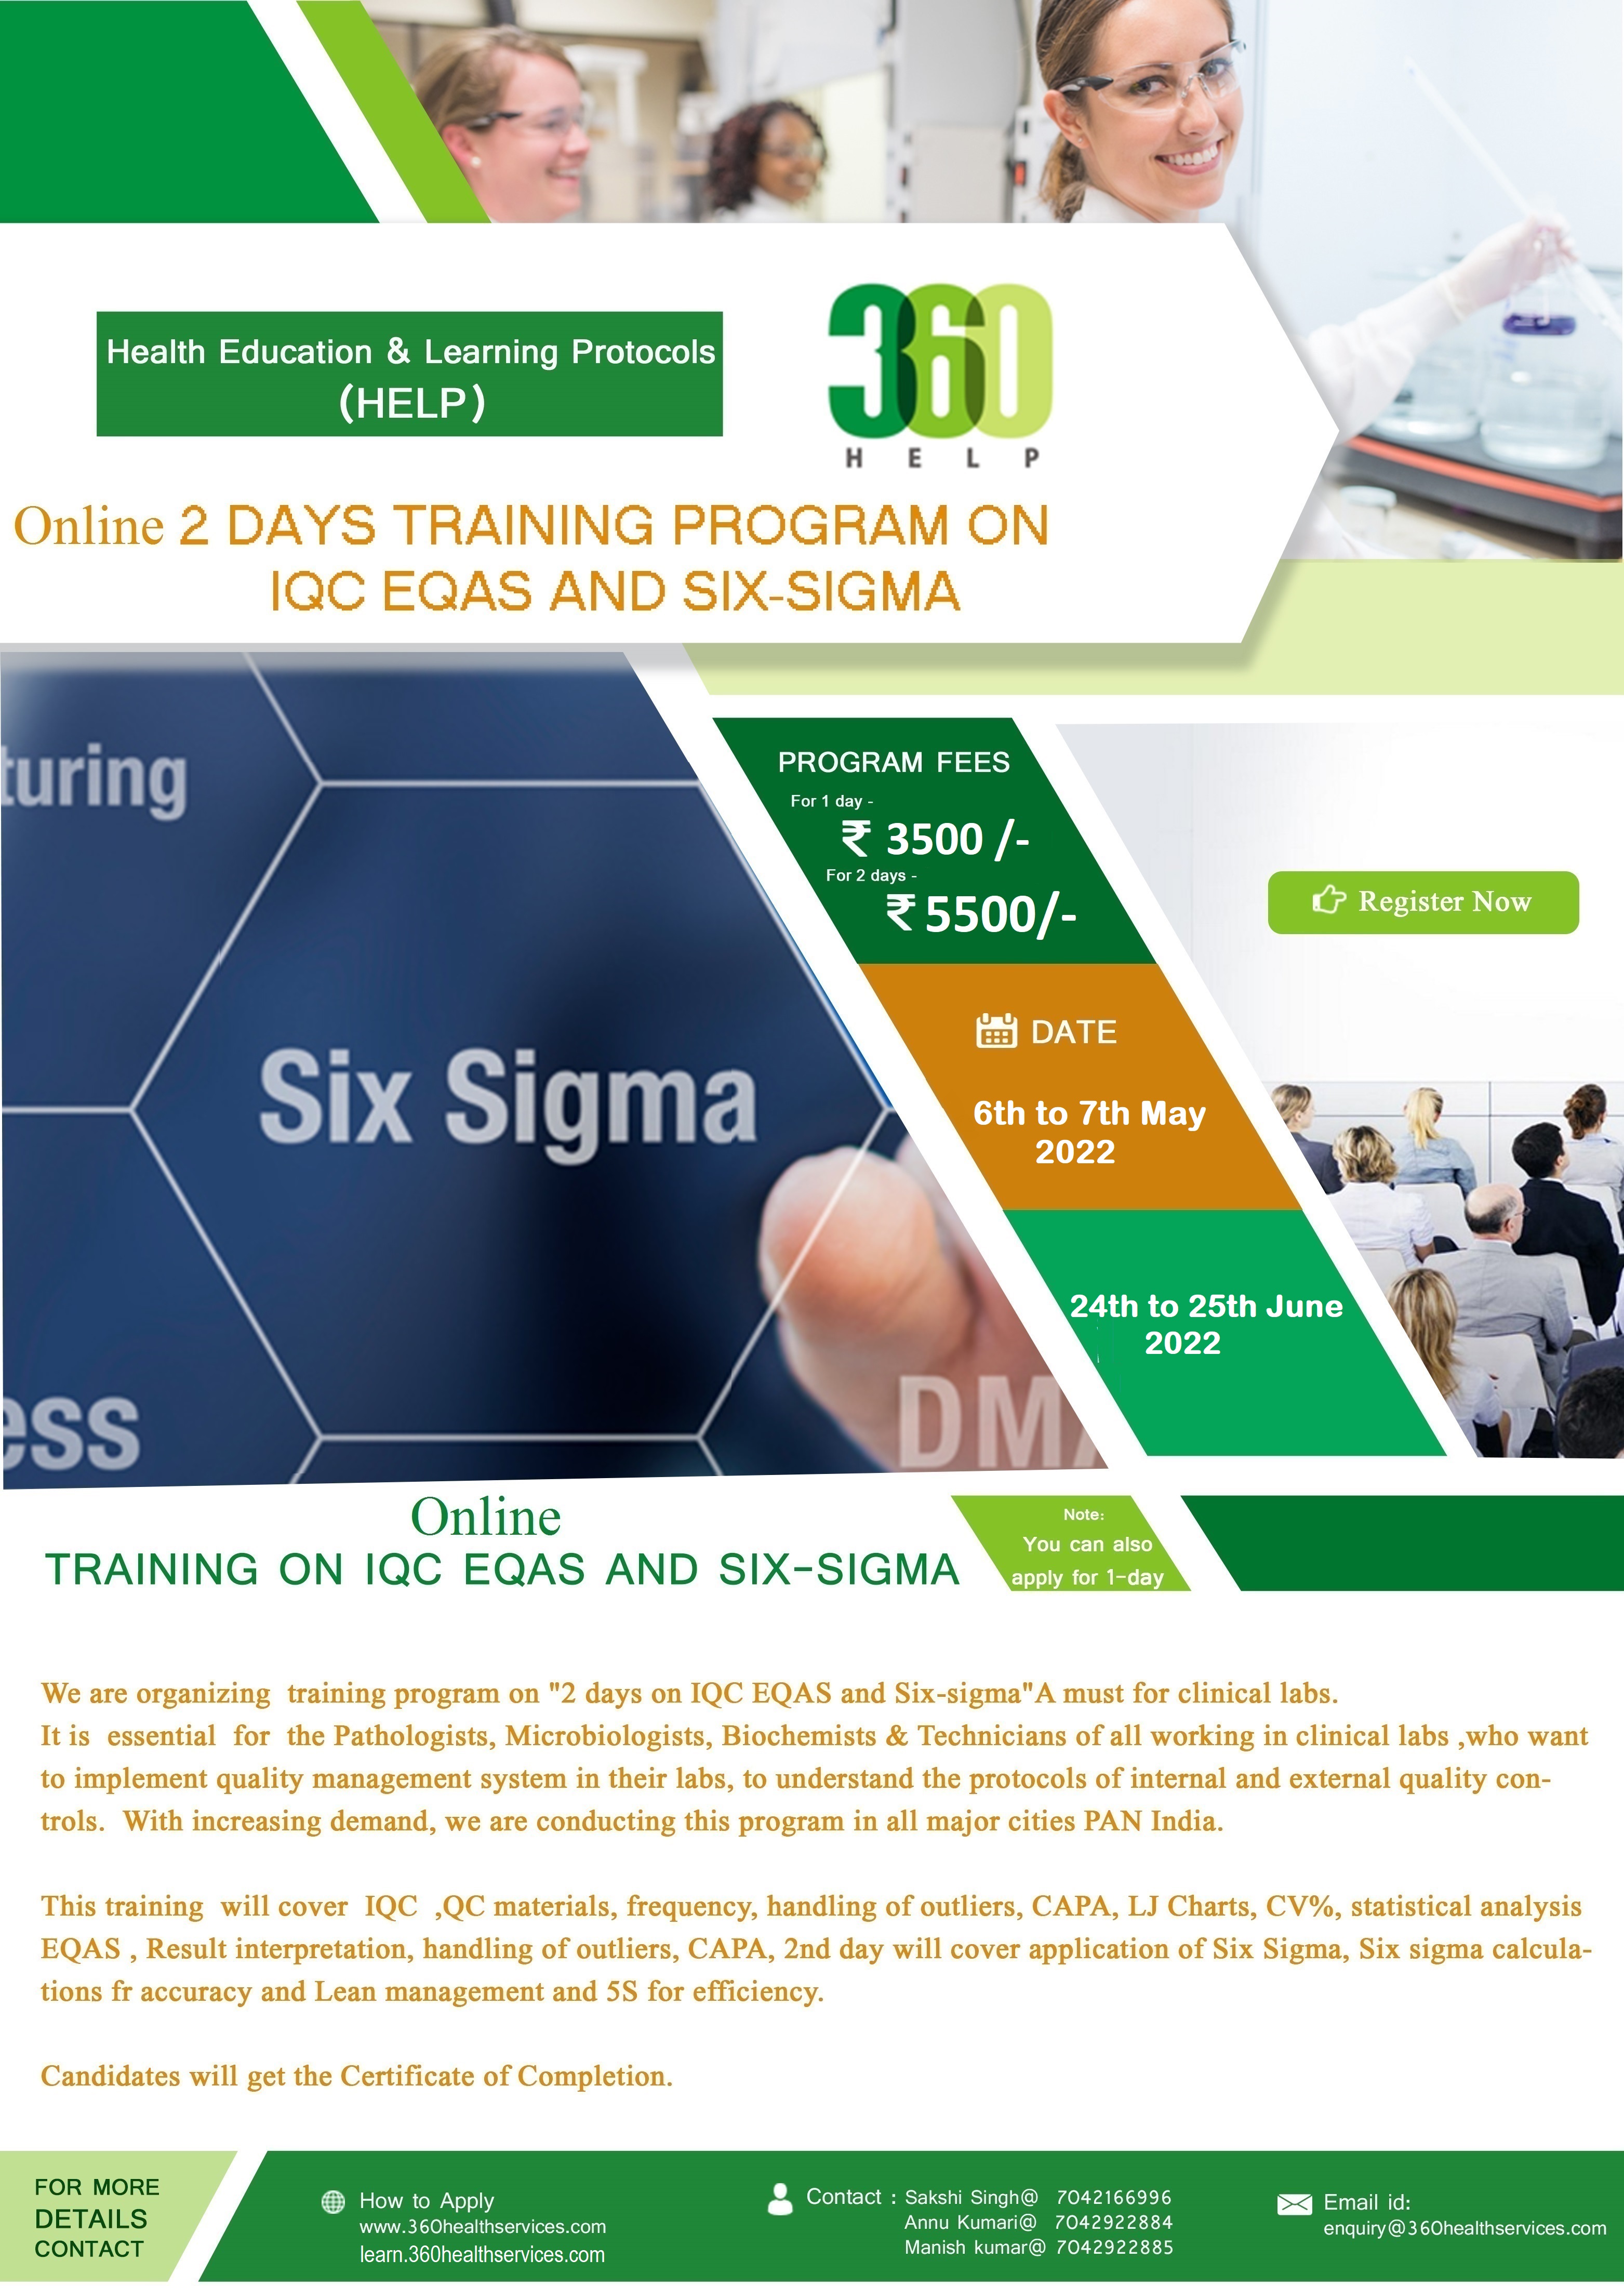 Health Education & Learning Protocols
(HELP)
360
H E L P
Online 2 DAYS TRAINING PROGRAM ON
IQC EQAS AND SIX-SIGMA
turing
Six Sigma
ess
DMA
PROGRAM FEES
For 1 day -
₹ 3500 /-
For 2 days -
₹ 5500/-
Register Now
DATE
6th to 7th May
2022
24th to 25th June
2022
Online
TRAINING ON IQC EQAS AND SIX-SIGMA
Note:
You can also
apply for 1-day
We are organizing training program on "2 days on IQC EQAS and Six-sigma"A must for clinical labs.
It is essential for the Pathologists, Microbiologists, Biochemists & Technicians of all working in clinical labs ,who want
to implement quality management system in their labs, to understand the protocols of internal and external quality con-
trols. With increasing demand, we are conducting this program in all major cities PAN India.
This training will cover IQC ,QC materials, frequency, handling of outliers, CAPA, LJ Charts, CV%, statistical analysis
EQAS , Result interpretation, handling of outliers, CAPA, 2nd day will cover application of Six Sigma, Six sigma calcula-
tions fr accuracy and Lean management and 5S for efficiency.
Candidates will get the Certificate of Completion.
FOR MORE
DETAILS
CONTACT
How to Apply
www.360healthservices.com
learn.360healthservices.com
Contact : Sakshi Singh@ 7042166996
Annu Kumari@ 7042922884
Manish kumar@ 7042922885
Email id:
enquiry@360healthservices.com